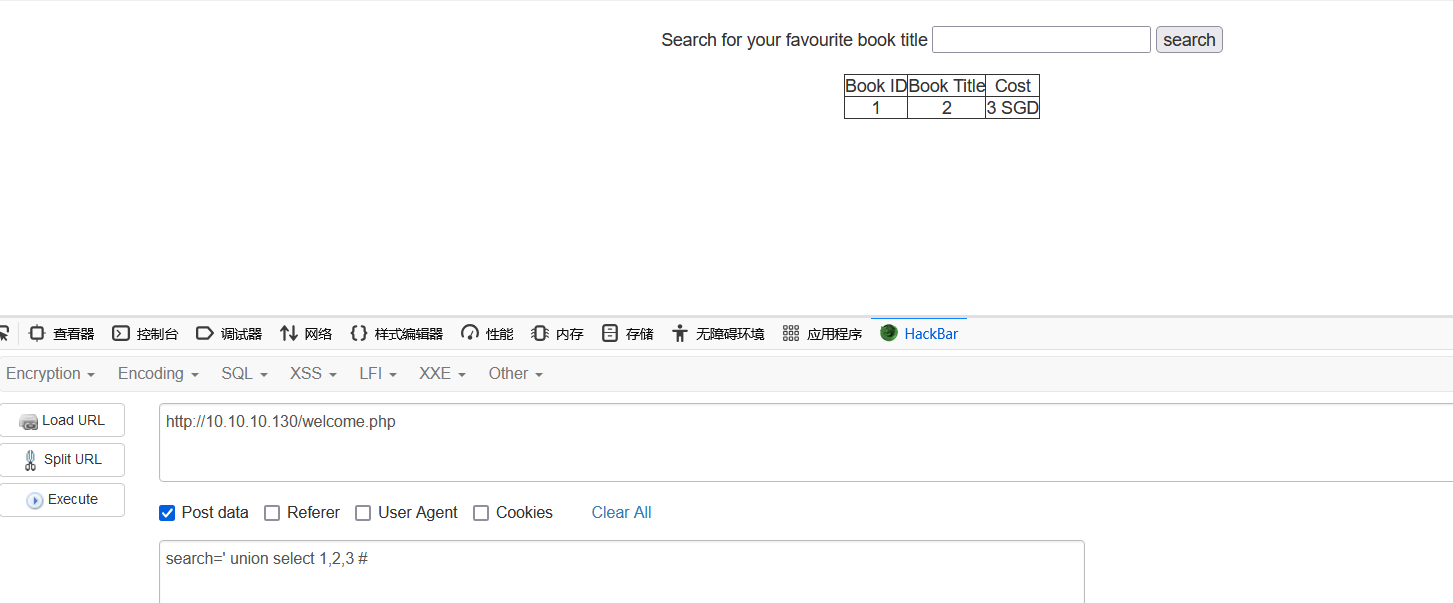 Search for your favourite book title search
Book ID Book Title Cost
1 2 3 SGD
查看器 控制台 调试器 网络 {} 样式编辑器 性能 内存 存储 无障碍环境 应用程序 HackBar
Encryption Encoding SQL XSS LFI XXE Other
Load URL http://10.10.10.130/welcome.php
Split URL
Execute
Post data Referer User Agent Cookies Clear All
search=' union select 1,2,3 #